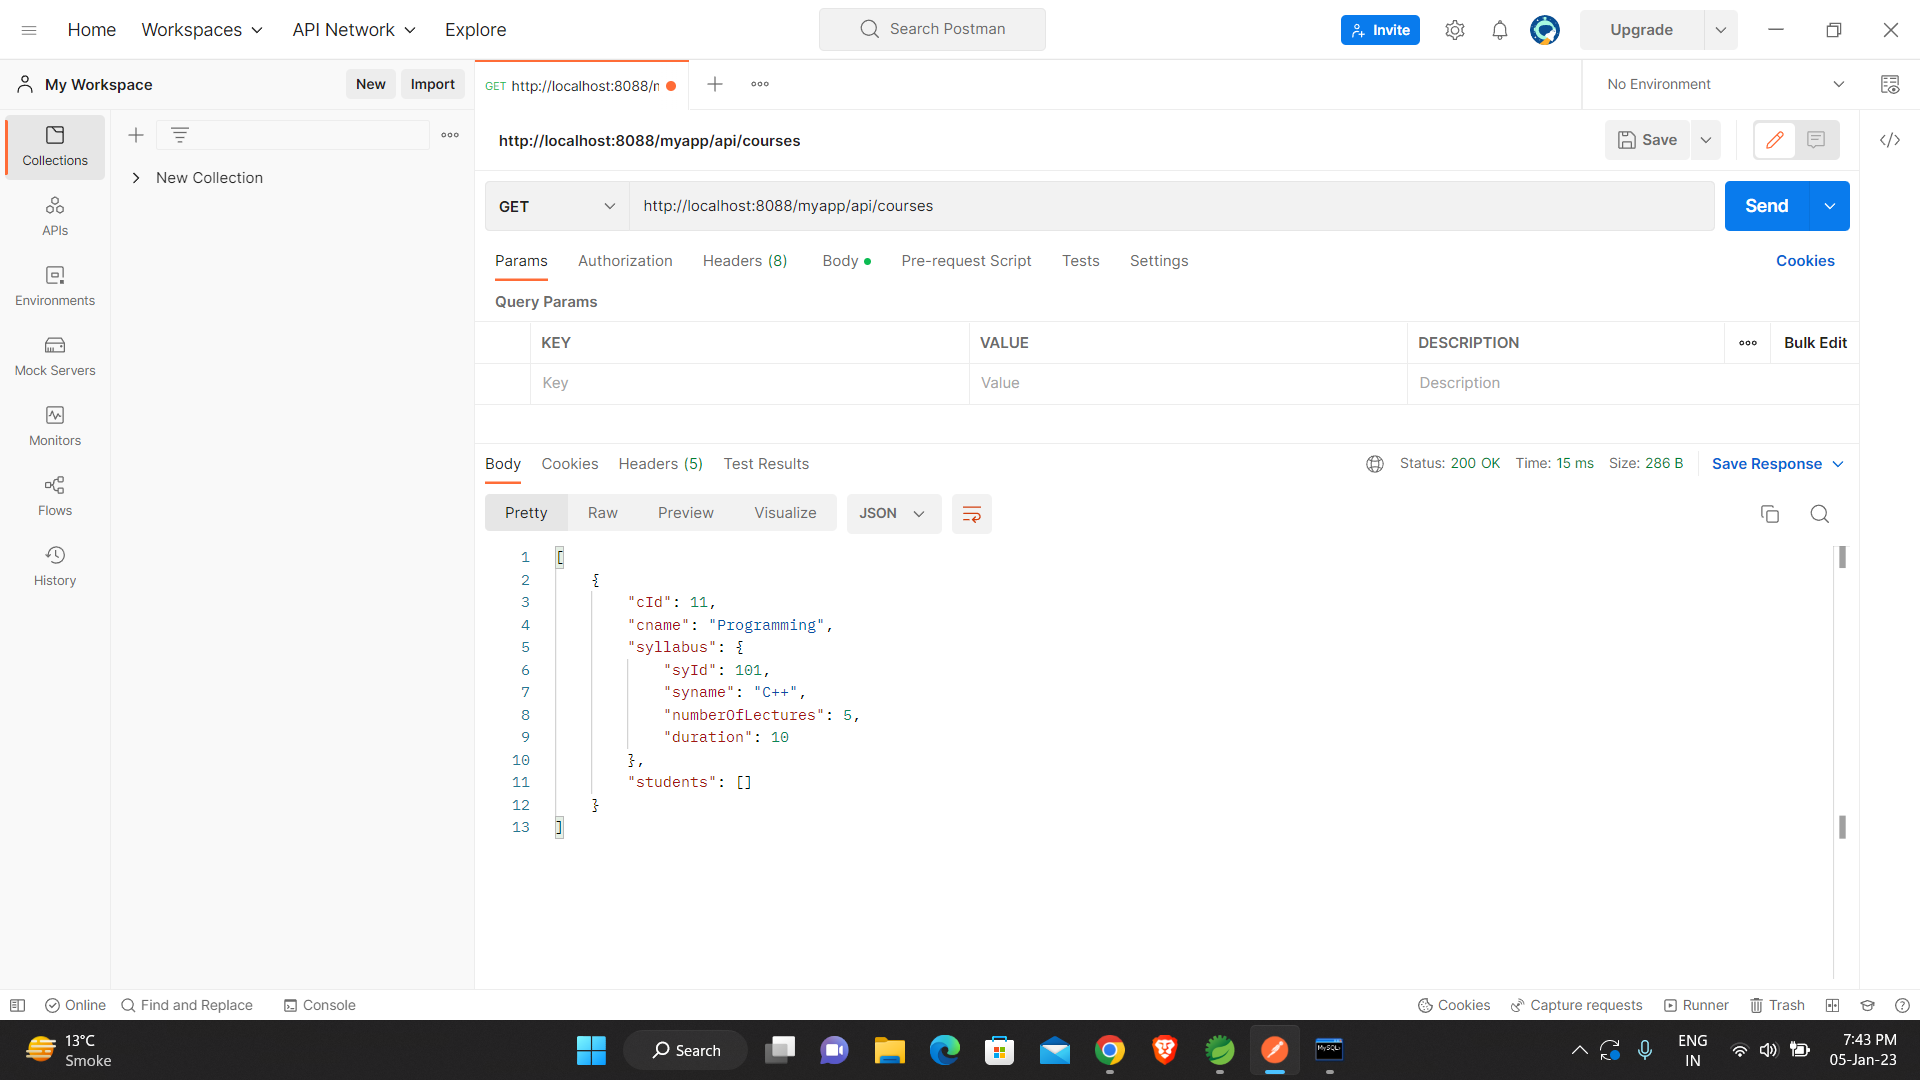 Home Workspaces API Network Explore
Search Postman
Invite Upgrade
My Workspace New Import
GET http://localhost:8088/m
No Environment
Collections
APIs
Environments
Mock Servers
Monitors
Flows
History
New Collection
http://localhost:8088/myapp/api/courses
Save
GET http://localhost:8088/myapp/api/courses Send
Params Authorization Headers (8) Body Pre-request Script Tests Settings Cookies
Query Params
KEY VALUE DESCRIPTION Bulk Edit
Key Value Description
Body Cookies Headers (5) Test Results Status: 200 OK Time: 15 ms Size: 286 B Save Response
Pretty Raw Preview Visualize JSON
1 [
2 {
3 "cId": 11,
4 "cname": "Programming",
5 "syllabus": {
6 "syId": 101,
7 "syname": "C++",
8 "numberOfLectures": 5,
9 "duration": 10
10 },
11 "students": []
12 }
13 ]
Online Find and Replace Console Cookies Capture requests Runner Trash
13°C
Smoke
Search
MySQL
ENG
IN
7:43 PM
05-Jan-23